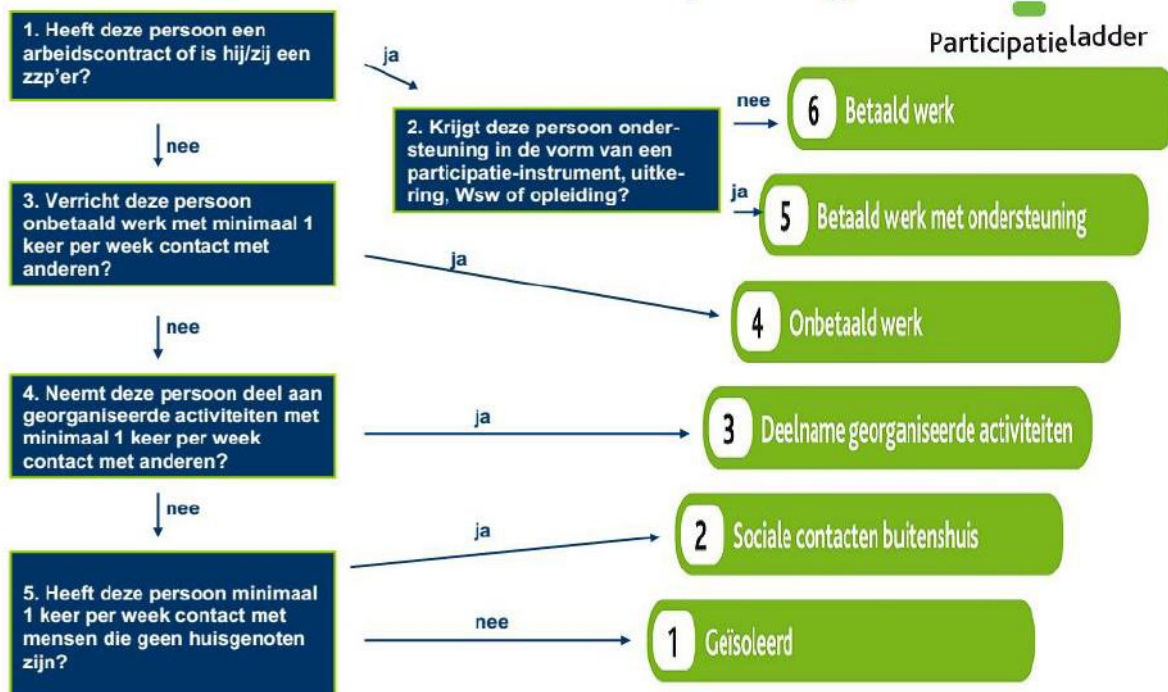 Participatieladder
1. Heeft deze persoon een
arbeidscontract of is hij/zij een
zzp'er?
ja
nee
2. Krijgt deze persoon onder-
steuning in de vorm van een
participatie-instrument, uitke-
ring, Wsw of opleiding?
nee
6 Betaald werk
ja
5 Betaald werk met ondersteuning
3. Verricht deze persoon
onbetaald werk met minimaal 1
keer per week contact met
anderen?
ja
4 Onbetaald werk
nee
4. Neemt deze persoon deel aan
georganiseerde activiteiten met
minimaal 1 keer per week
contact met anderen?
ja
3 Deelname georganiseerde activiteiten
nee
5. Heeft deze persoon minimaal
1 keer per week contact met
mensen die geen huisgenoten
zijn?
ja
2 Sociale contacten buitenshuis
nee
1 Geïsoleerd